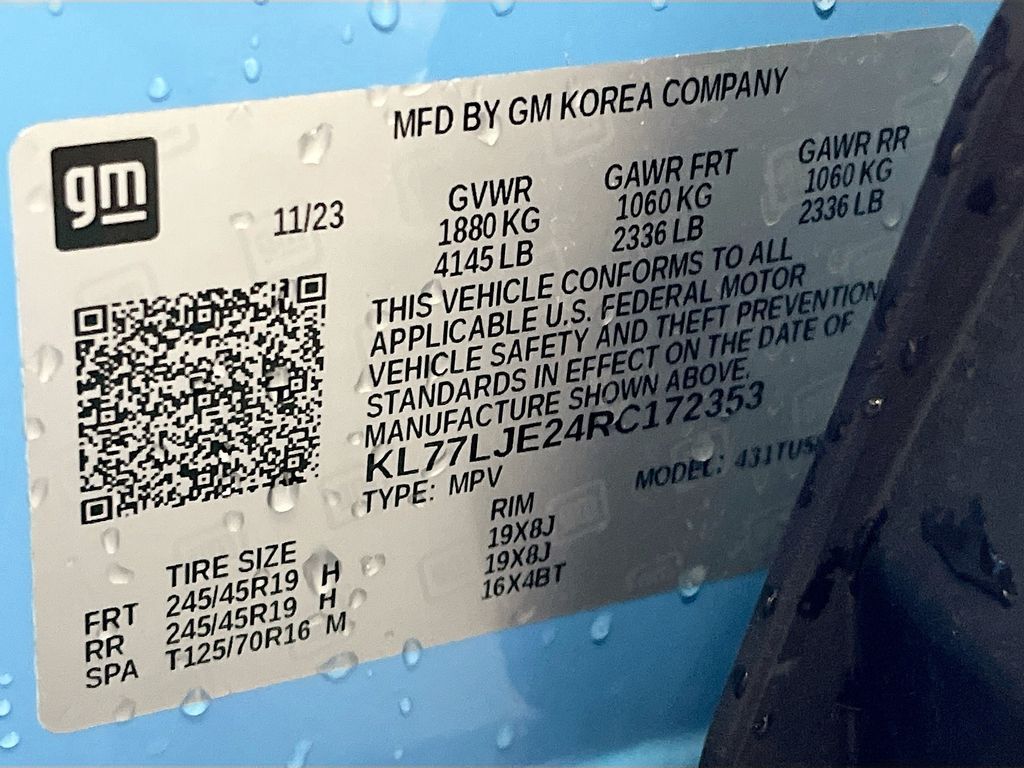 MFD BY GM KOREA COMPANY
gm
11/23
GVWR
1880 KG
4145 LB
GAWR FRT
1060 KG
2336 LB
GAWR RR
1060 KG
2336 LB
THIS VEHICLE CONFORMS TO ALL
APPLICABLE U.S. FEDERAL MOTOR
VEHICLE SAFETY AND THEFT PREVENTION
STANDARDS IN EFFECT ON THE DATE OF
MANUFACTURE SHOWN ABOVE.
KL77LJE24RC172353
TYPE: MPV
MODEL:
TIRE SIZE
RIM
FRT 245/45R19 H 19X8J
RR 245/45R19 H 19X8J
SPA T125/70R16 M 16X4BT